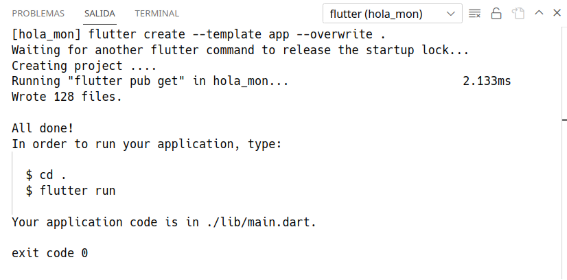 PROBLEMAS SALIDA TERMINAL flutter (hola_mon)
[hola_mon] flutter create --template app --overwrite .
Waiting for another flutter command to release the startup lock...
Creating project ....
Running "flutter pub get" in hola_mon... 2.133ms
Wrote 128 files.
All done!
In order to run your application, type:
$ cd .
$ flutter run
Your application code is in ./lib/main.dart.
exit code 0